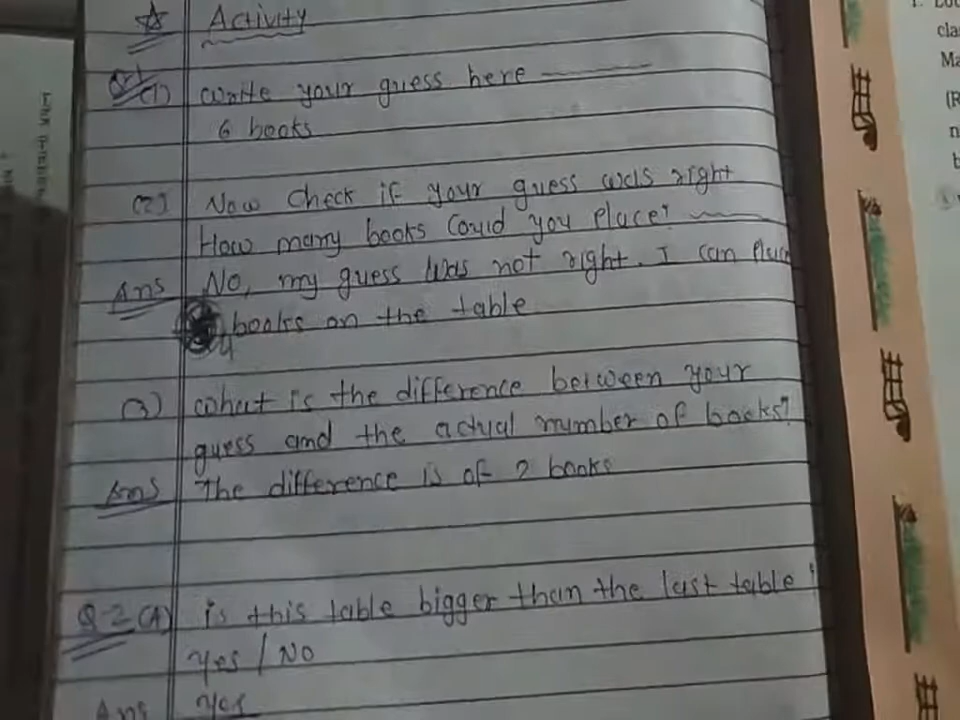 Activity
Q-1 (1) Write your guess here
6 books
(2) Now check if your guess was right
How many books could you place?
Ans No, my guess was not right. I can place
4 books on the table
(3) What is the difference between your
guess and the actual number of books?
Ans The difference is of 2 books
Q-2 (A) is this table bigger than the last table?
Yes / No
Ans Yes